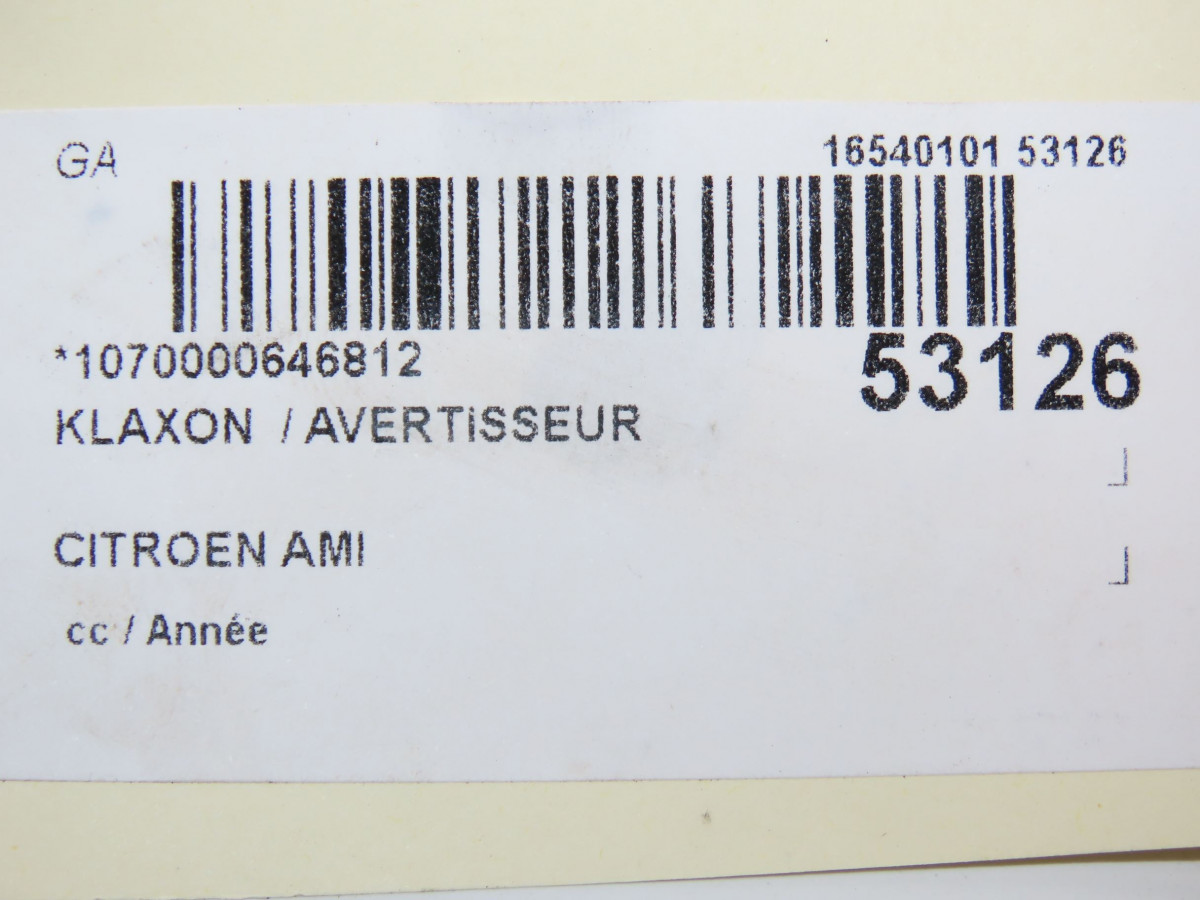 GA
16540101 53126
*1070000646812
53126
KLAXON / AVERTISSEUR
CITROEN AMI
cc / Année